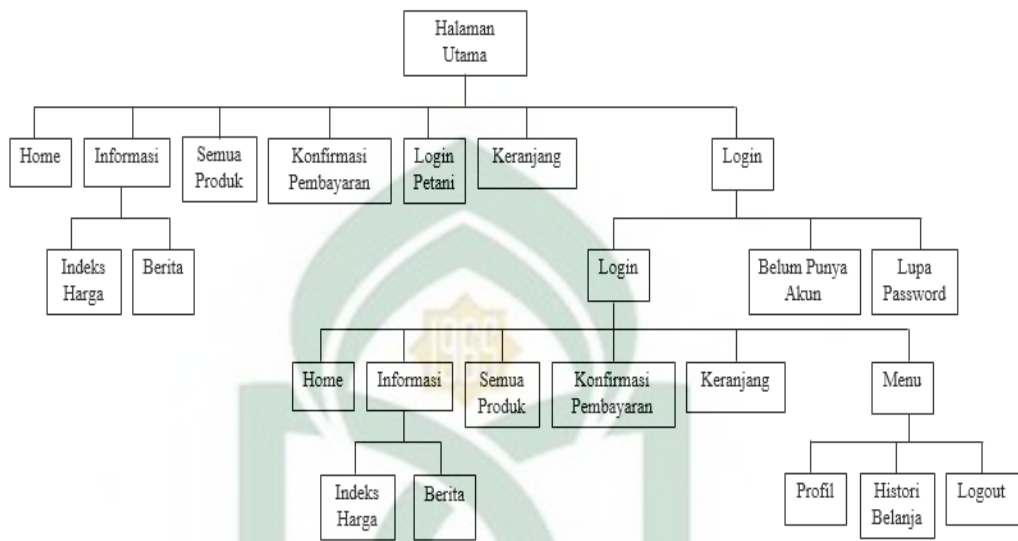 Halaman
Utama
Home
Informasi
Semua
Produk
Konfirmasi
Pembayaran
Login
Petani
Keranjang
Login
Indeks
Harga
Berita
Login
Belum Punya
Akun
Lupa
Password
1965
Home
Informasi
Semua
Produk
Konfirmasi
Pembayaran
Keranjang
Menu
Indeks
Harga
Berita
Profil
Histori
Belanja
Logout